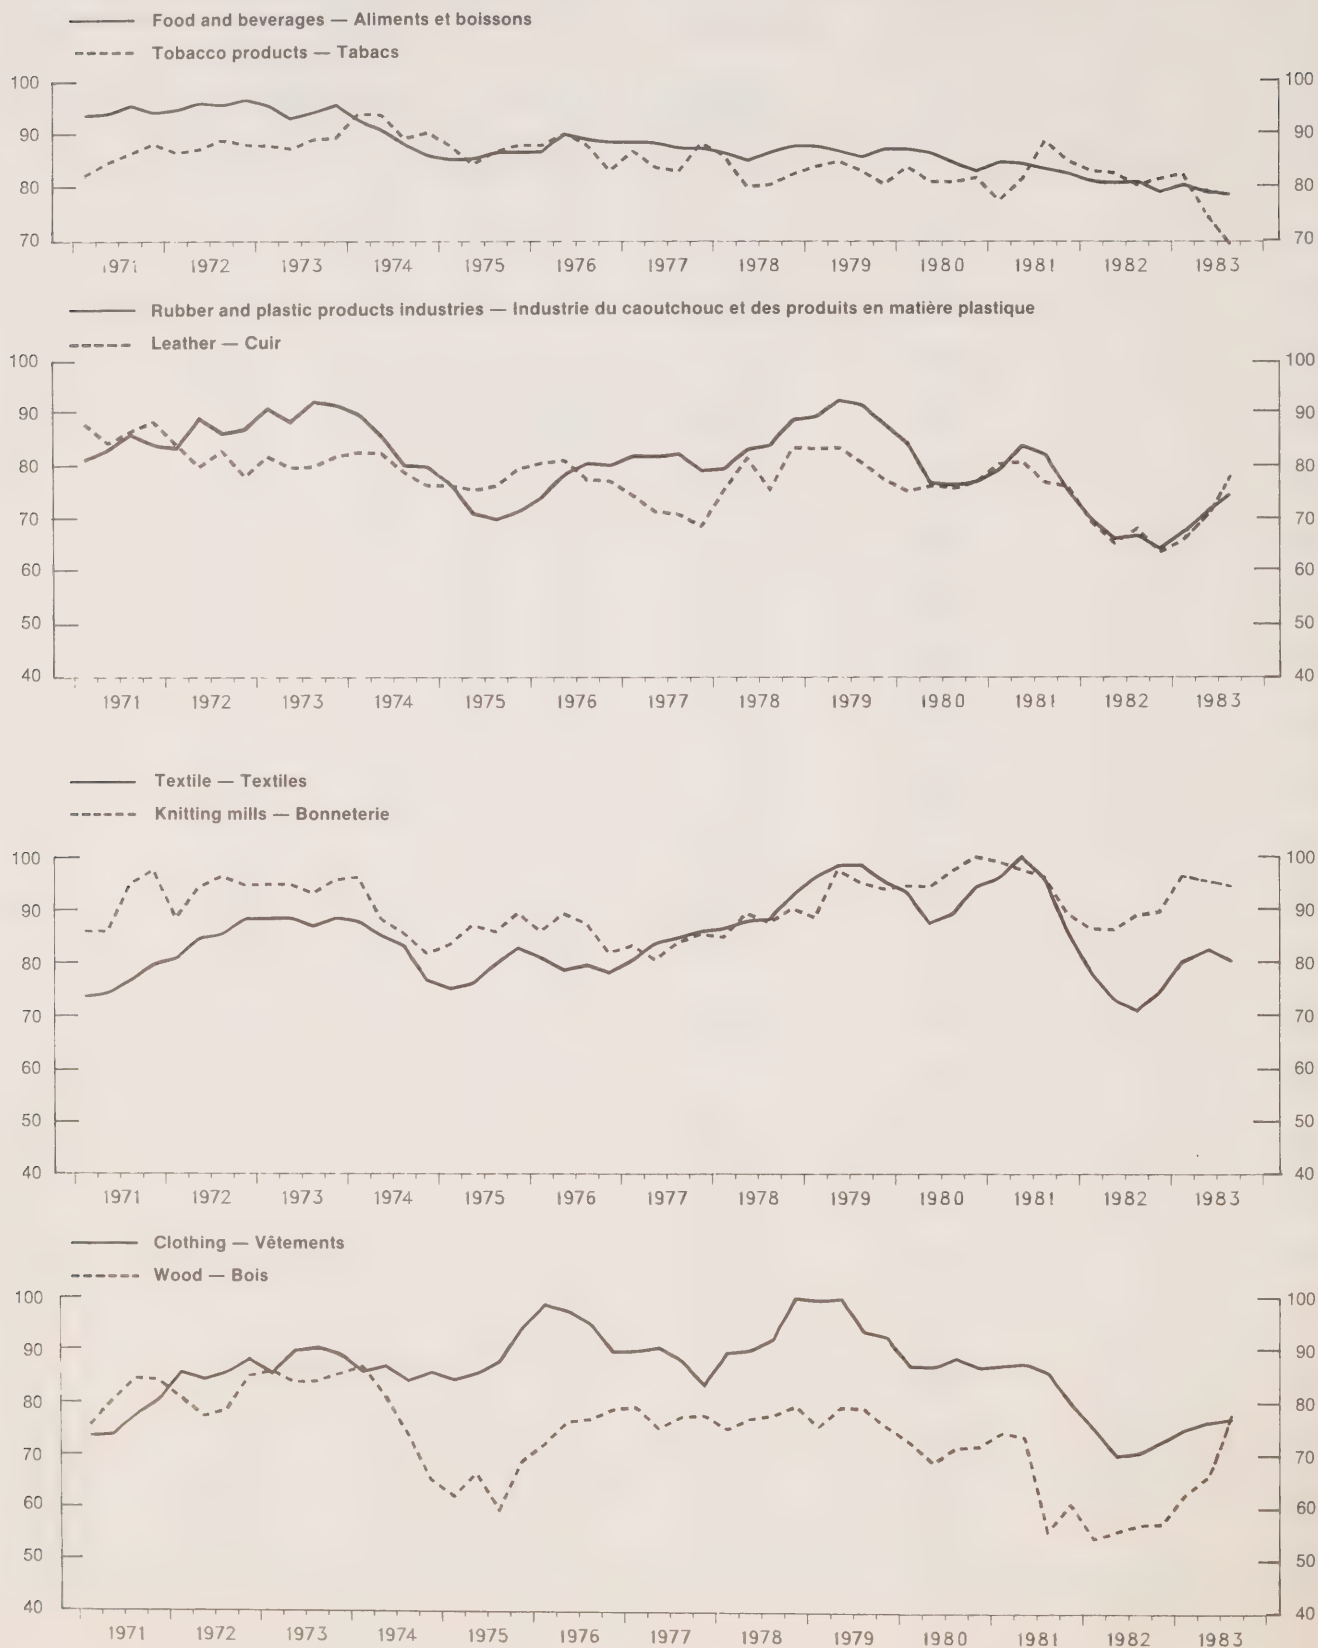 Food and beverages — Aliments et boissons
Tobacco products — Tabacs
100 100
90 90
80 80
70 70
1971 1972 1973 1974 1975 1976 1977 1978 1979 1980 1981 1982 1983
Rubber and plastic products industries — Industrie du caoutchouc et des produits en matière plastique
Leather — Cuir
100 100
90 90
80 80
70 70
60 60
50 50
40 40
1971 1972 1973 1974 1975 1976 1977 1978 1979 1980 1981 1982 1983
Textile — Textiles
Knitting mills — Bonneterie
100 100
90 90
80 80
70 70
60 60
50 50
40 40
1971 1972 1973 1974 1975 1976 1977 1978 1979 1980 1981 1982 1983
Clothing — Vêtements
Wood — Bois
100 100
90 90
80 80
70 70
60 60
50 50
40 40
1971 1972 1973 1974 1975 1976 1977 1978 1979 1980 1981 1982 1983